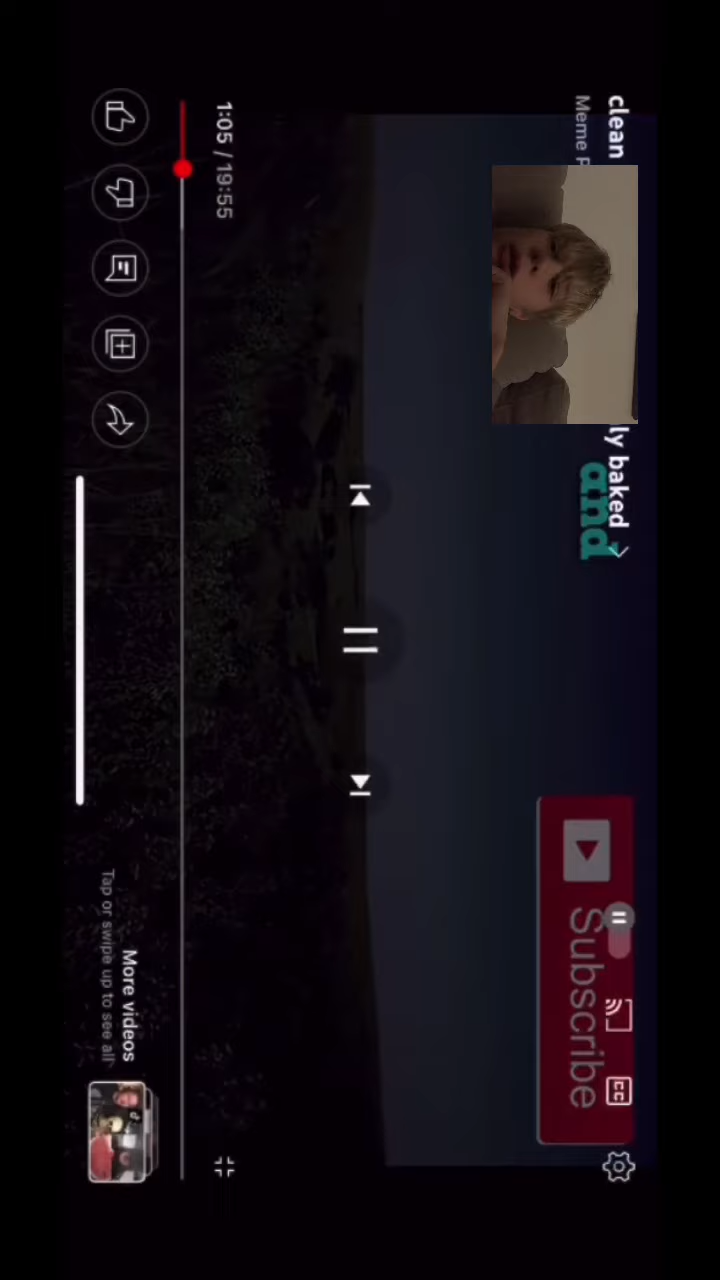 clean
ly baked
Meme
and
Subscribe
CC
1:05 / 19:55
More videos
Tap or swipe up to see all